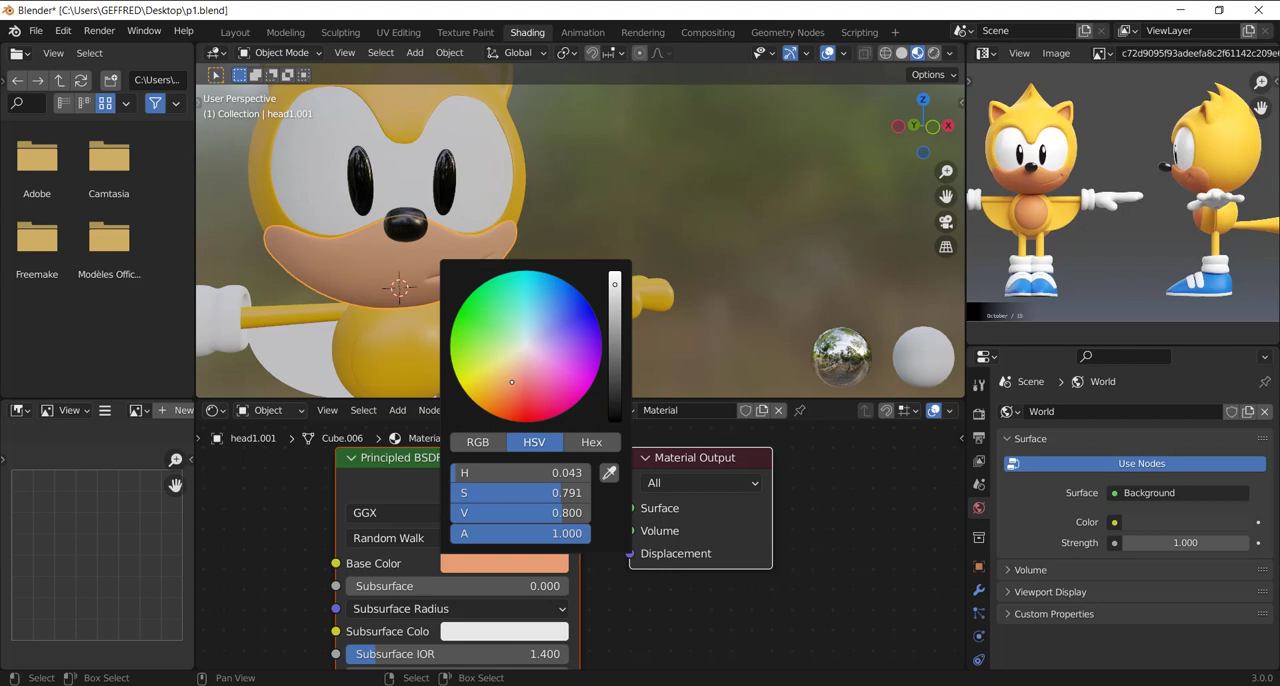 Blender* [C:\Users\GEFFRED\Desktop\p1.blend]
File Edit Render Window Help Layout Modeling Sculpting UV Editing Texture Paint Shading Animation Rendering Compositing Geometry Nodes Scripting + Scene ViewLayer
View Select
Object Mode View Select Add Object Global
View Image c72d9095f93adeefa8c2f61142c209e
C:\Users\...
Options
User Perspective
(1) Collection | head1.001
Z
Y
X
Adobe Camtasia
Freemake Modèles Offic...
October / 19
RGB HSV Hex
H 0.043
S 0.791
V 0.800
A 1.000
View + New
Object View Select Add Node Material
head1.001 > Cube.006 > Materia
Principled BSDF
GGX
Random Walk
Base Color
Subsurface 0.000
Subsurface Radius
Subsurface Colo
Subsurface IOR 1.400
Material Output
All
Surface
Volume
Displacement
Scene > World
World
Surface
Use Nodes
Surface Background
Color
Strength 1.000
Volume
Viewport Display
Custom Properties
Select Box Select Pan View Select Box Select 3.0.0